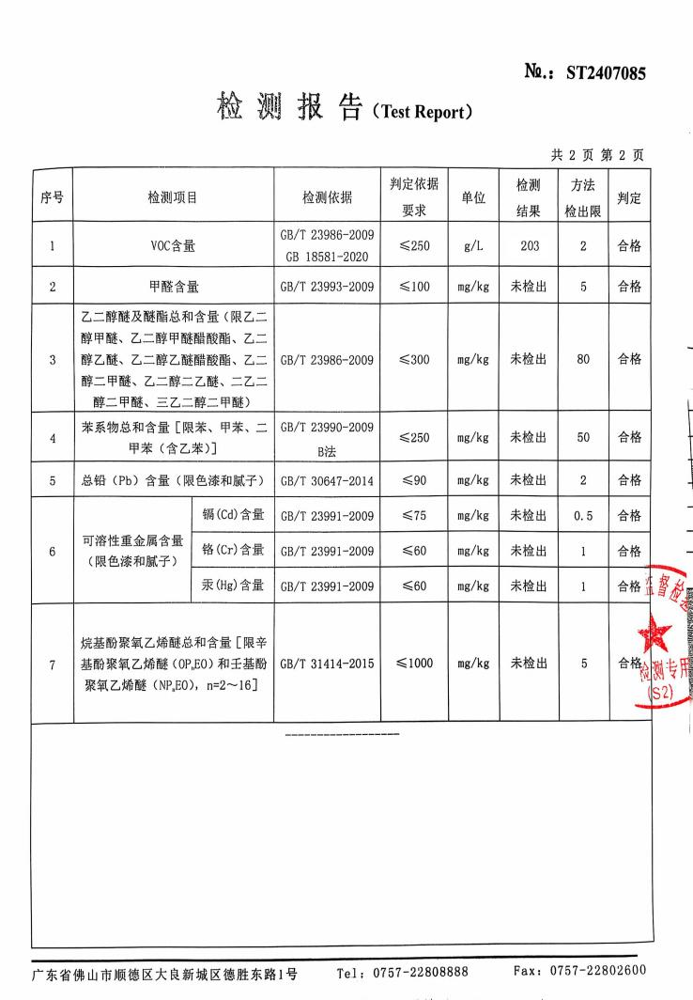 №.: ST2407085
检测报告(Test Report)
共 2 页 第 2 页
序号 检测项目 检测依据 判定依据要求 单位 检测结果 方法检出限 判定
1 VOC含量 GB/T 23986-2009 GB 18581-2020 ≤250 g/L 203 2 合格
2 甲醛含量 GB/T 23993-2009 ≤100 mg/kg 未检出 5 合格
乙二醇醚及醚酯总和含量(限乙二
醇甲醚、乙二醇甲醚醋酸酯、乙二
3 醇乙醚、乙二醇乙醚醋酸酯、乙二 GB/T 23986-2009 ≤300 mg/kg 未检出 80 合格
醇二甲醚、乙二醇二乙醚、二乙二
醇二甲醚、三乙二醇二甲醚)
4 苯系物总和含量[限苯、甲苯、二 GB/T 23990-2009 ≤250 mg/kg 未检出 50 合格
甲苯(含乙苯)] B法
5 总铅(Pb)含量(限色漆和腻子) GB/T 30647-2014 ≤90 mg/kg 未检出 2 合格
6 可溶性重金属含量
(限色漆和腻子)
镉(Cd)含量 GB/T 23991-2009 ≤75 mg/kg 未检出 0.5 合格
铬(Cr)含量 GB/T 23991-2009 ≤60 mg/kg 未检出 1 合格
汞(Hg)含量 GB/T 23991-2009 ≤60 mg/kg 未检出 1 合格
烷基酚聚氧乙烯醚总和含量[限辛
7 基酚聚氧乙烯醚(OPnEO)和壬基酚 GB/T 31414-2015 ≤1000 mg/kg 未检出 5 合格
聚氧乙烯醚(NPnEO), n=2～16]
监督检
检测专用
(S2)
广东省佛山市顺德区大良新城区德胜东路1号 Tel: 0757-22808888 Fax: 0757-22802600